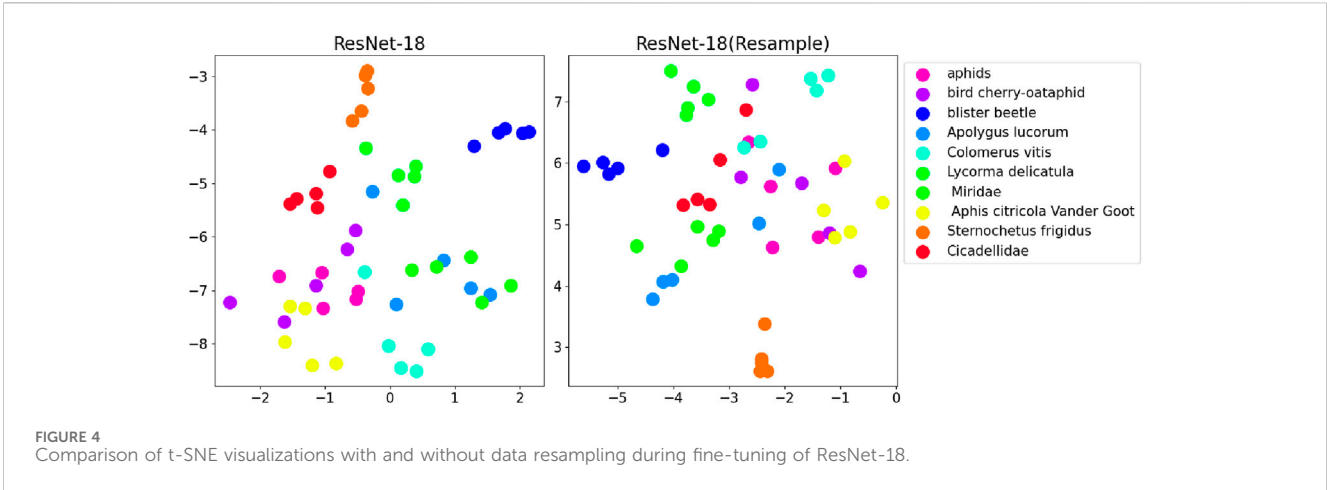 ResNet-18
ResNet-18(Resample)
−3
−4
−5
−6
−7
−8
−2
−1
0
1
2
7
6
5
4
3
−5
−4
−3
−2
−1
0
aphids
bird cherry-oataphid
blister beetle
Apolygus lucorum
Colomerus vitis
Lycorma delicatula
Miridae
Aphis citricola Vander Goot
Sternochetus frigidus
Cicadellidae
FIGURE 4
Comparison of t-SNE visualizations with and without data resampling during fine-tuning of ResNet-18.